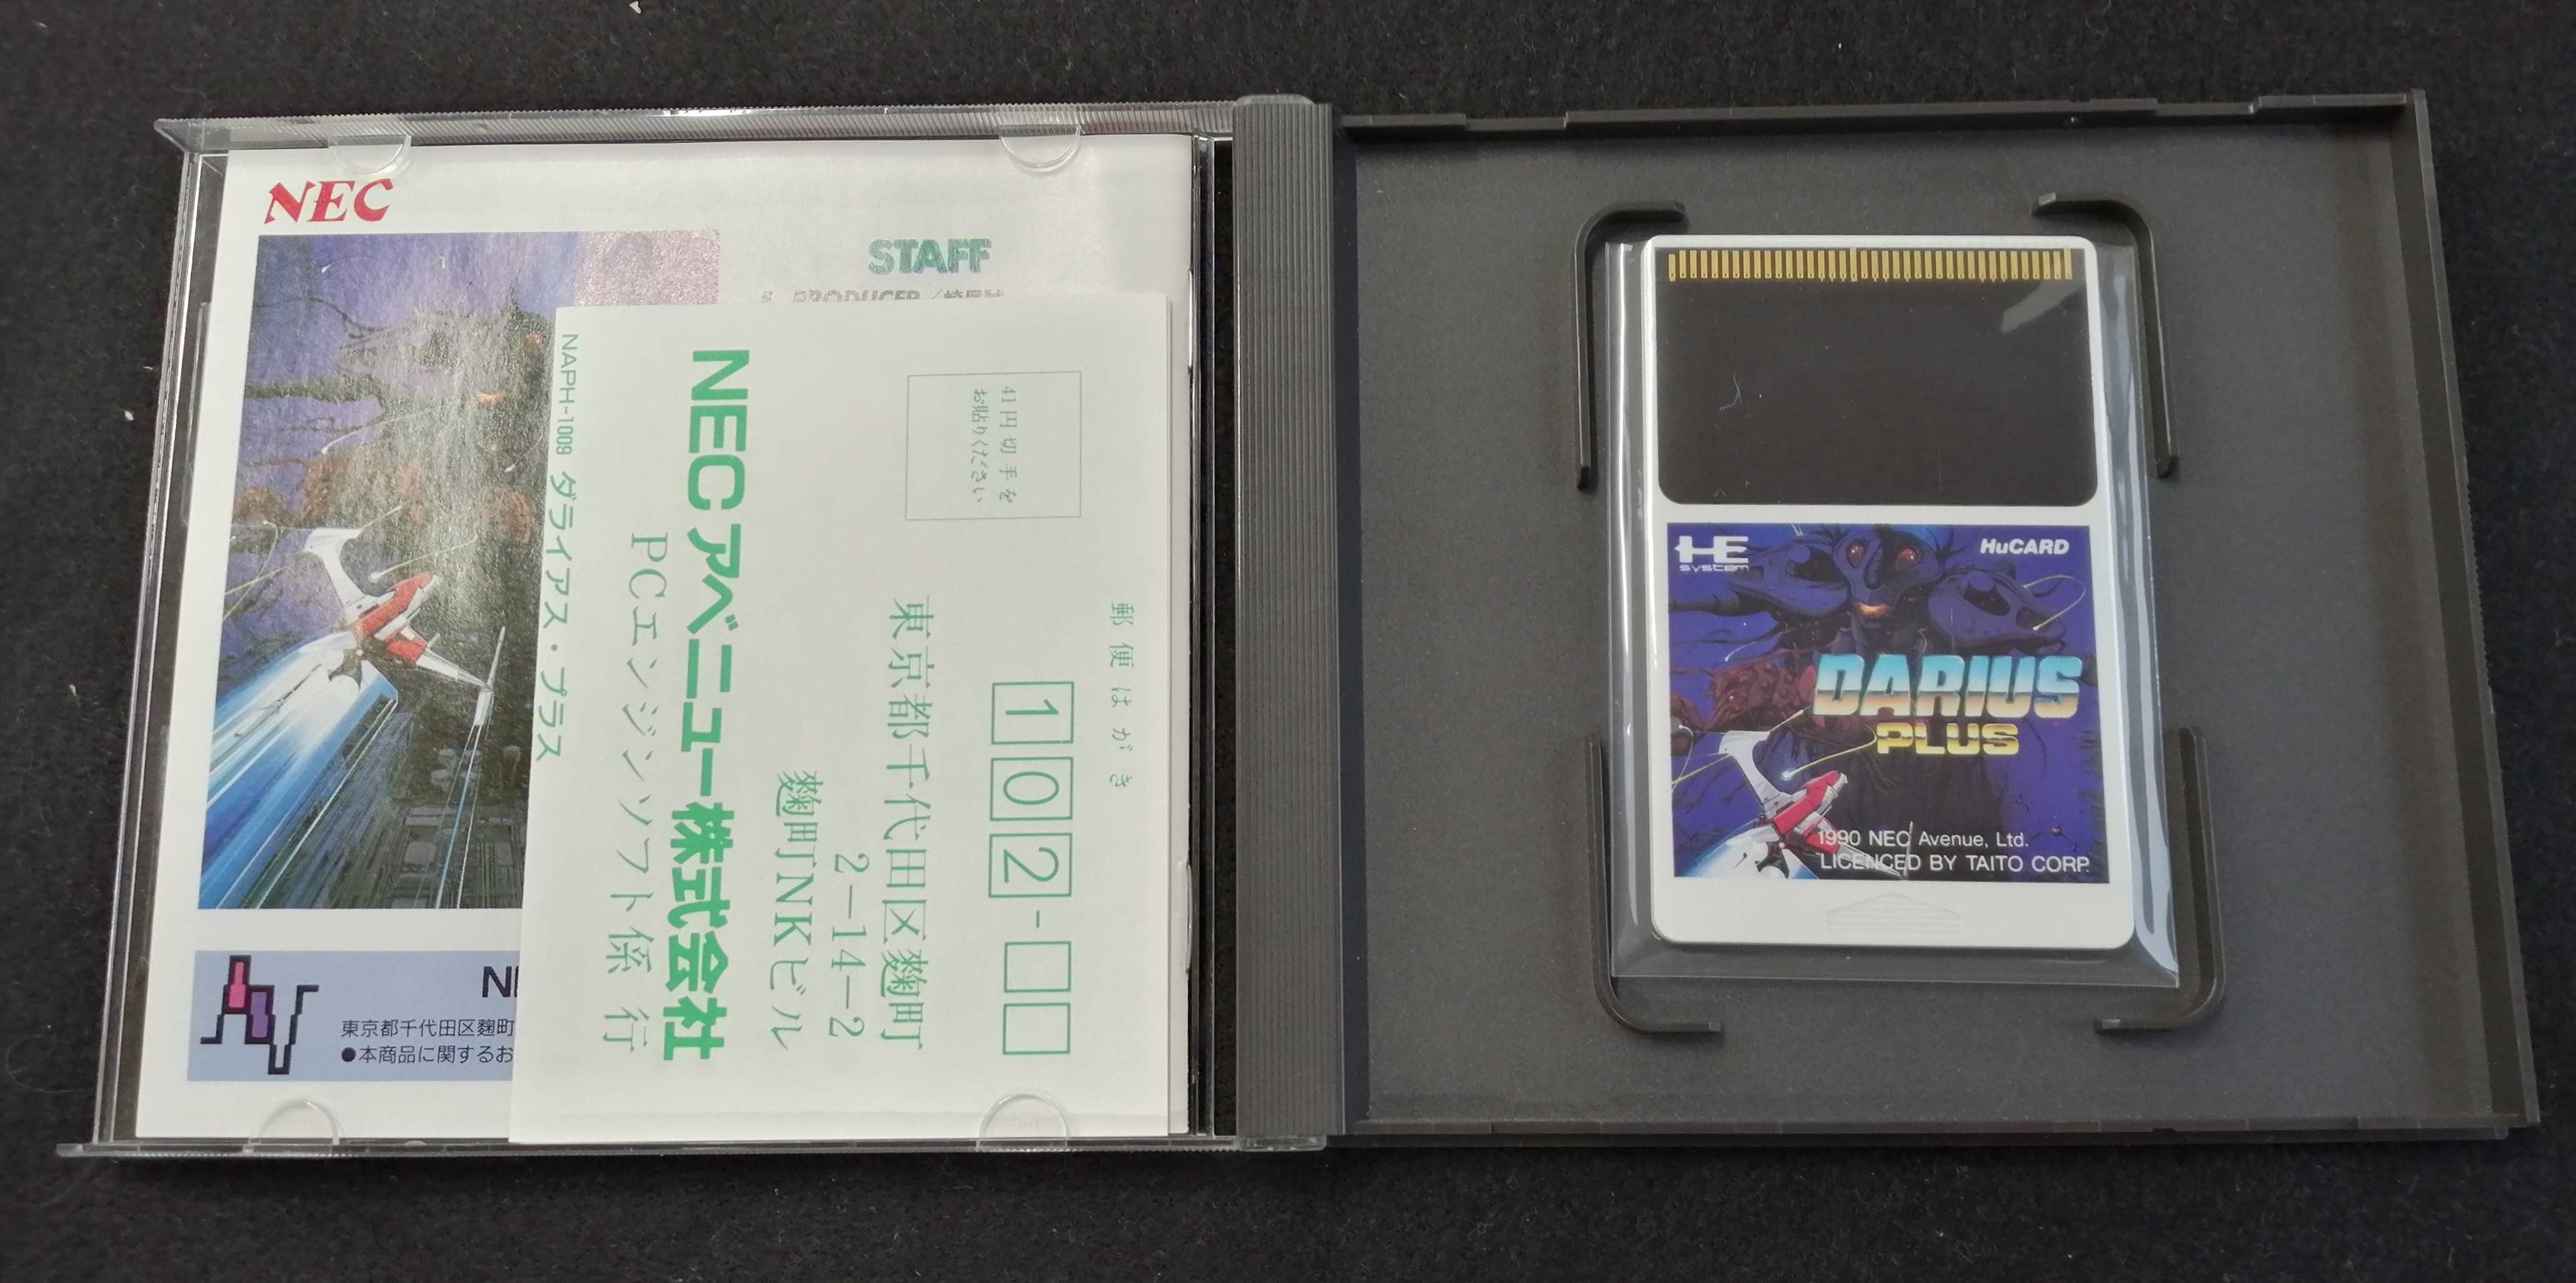 NEC
STAFF
PRODUCER／
東京都千代田区麹町
●本商品に関するお
郵便はがき
102-
41円切手を
お貼りください
東京都千代田区麹町
2－14－2
麹町NKビル
NECアベニュー株式会社
PCエンジンソフト係 行
NAPH-1009 ダライアス・プラス
HE
system
HuCARD
DARIUS
PLUS
1990 NEC Avenue, Ltd.
LICENCED BY TAITO CORP.